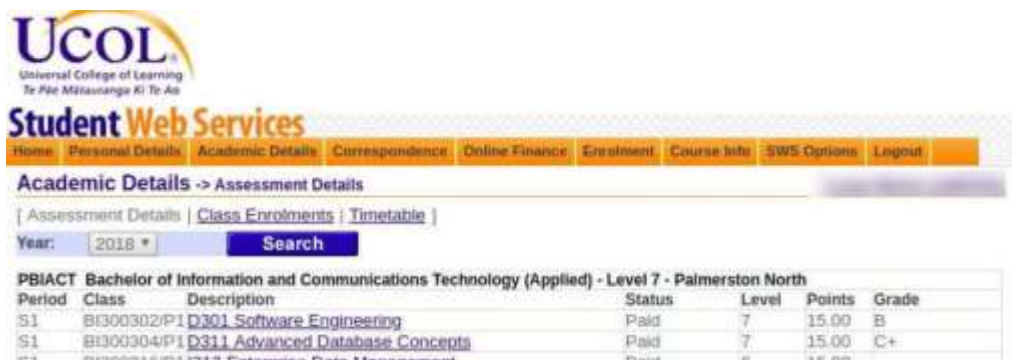 UCOL
Universal College of Learning
Te Pae Mātauranga Ki Te Ao
Student Web Services
Home Personal Details Academic Details Correspondence Online Finance Enrolment Course Info SWS Options Logout
Academic Details -> Assessment Details
[ Assessment Details | Class Enrolments | Timetable ]
Year: 2018 Search
PBIACT Bachelor of Information and Communications Technology (Applied) - Level 7 - Palmerston North
Period Class Description Status Level Points Grade
S1 BI300302/P1 D301 Software Engineering Paid 7 15.00 B
S1 BI300304/P1 D311 Advanced Database Concepts Paid 7 15.00 C+